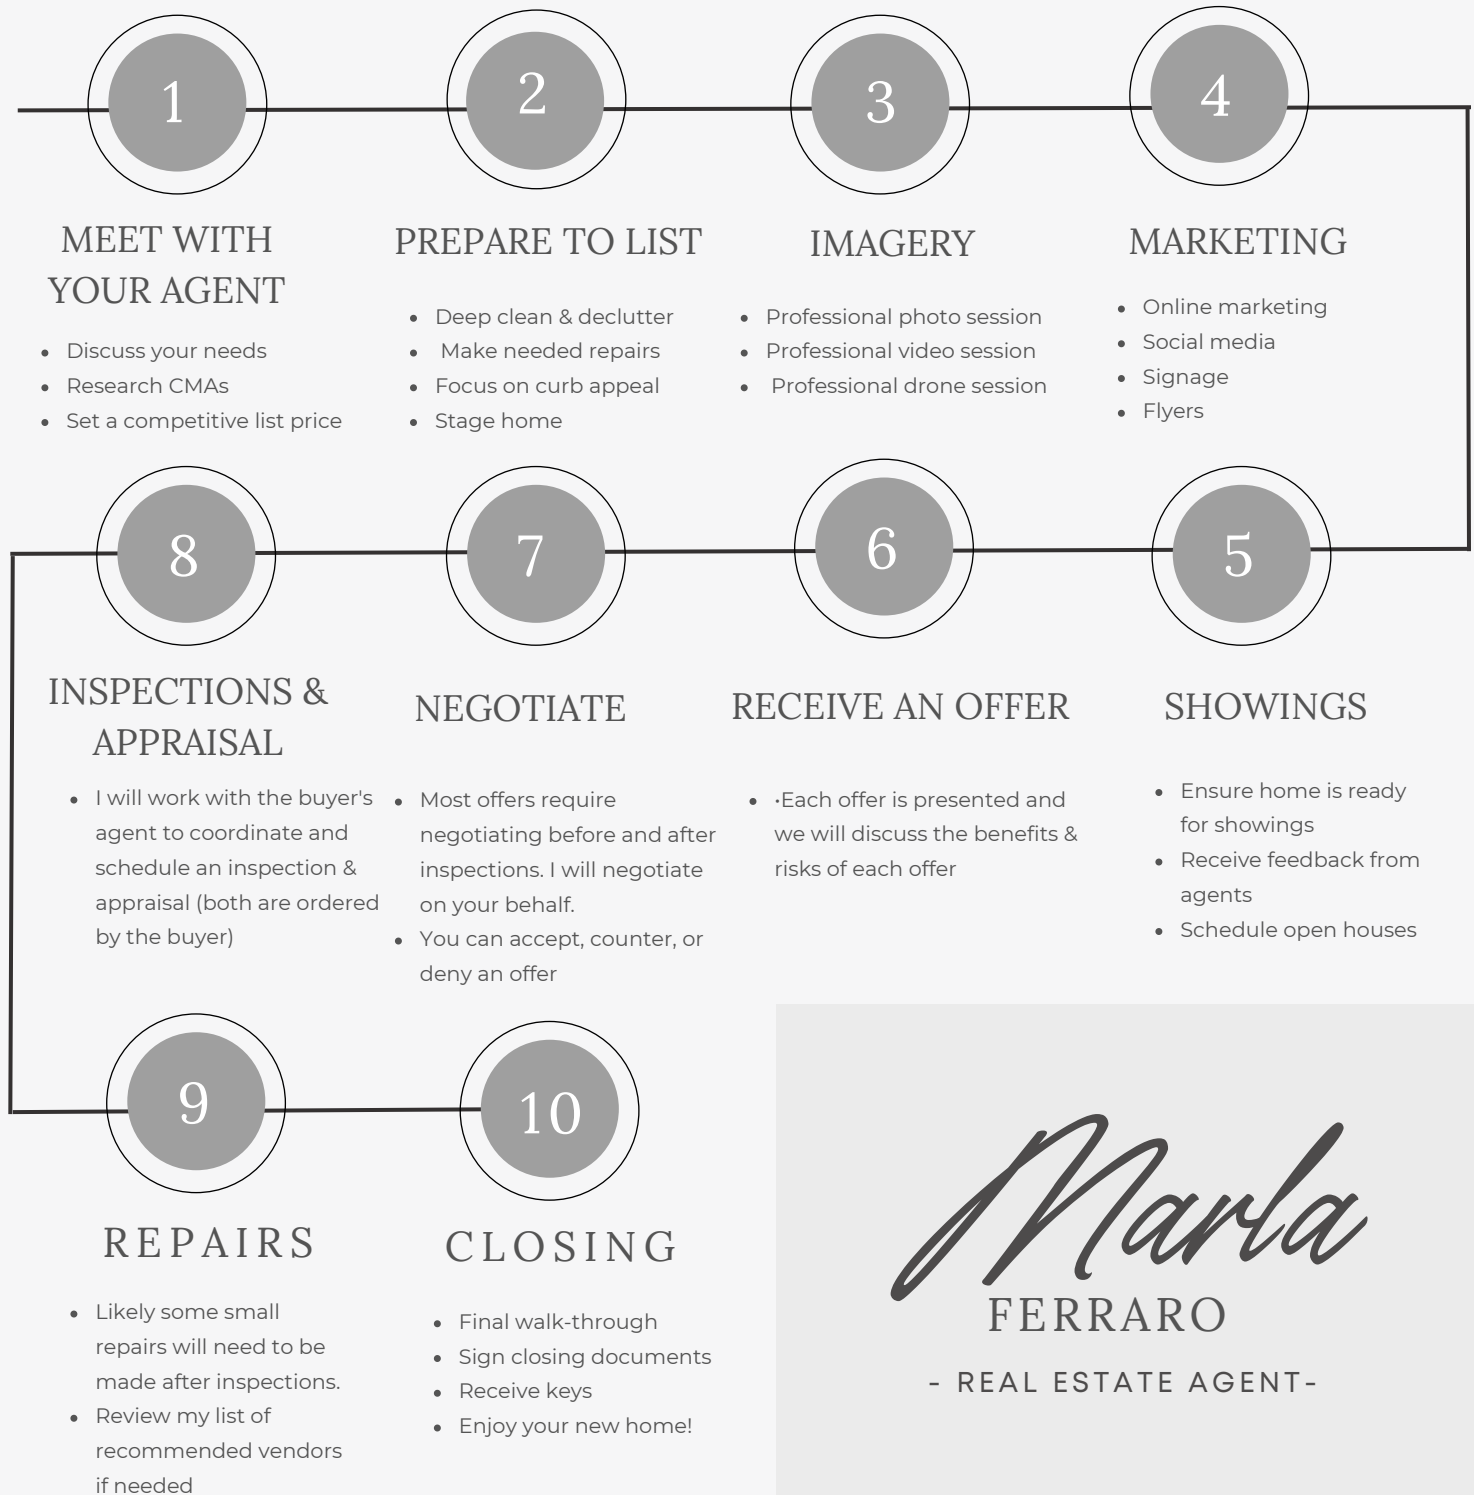 1
MEET WITH
YOUR AGENT
• Discuss your needs
• Research CMAs
• Set a competitive list price
2
PREPARE TO LIST
• Deep clean & declutter
• Make needed repairs
• Focus on curb appeal
• Stage home
3
IMAGERY
• Professional photo session
• Professional video session
• Professional drone session
4
MARKETING
• Online marketing
• Social media
• Signage
• Flyers
5
SHOWINGS
• Ensure home is ready
for showings
• Receive feedback from
agents
• Schedule open houses
6
RECEIVE AN OFFER
• ·Each offer is presented and
we will discuss the benefits &
risks of each offer
7
NEGOTIATE
• Most offers require
negotiating before and after
inspections. I will negotiate
on your behalf.
• You can accept, counter, or
deny an offer
8
INSPECTIONS &
APPRAISAL
• I will work with the buyer's
agent to coordinate and
schedule an inspection &
appraisal (both are ordered
by the buyer)
9
REPAIRS
• Likely some small
repairs will need to be
made after inspections.
• Review my list of
recommended vendors
if needed
10
CLOSING
• Final walk-through
• Sign closing documents
• Receive keys
• Enjoy your new home!
Marla
FERRARO
- REAL ESTATE AGENT-